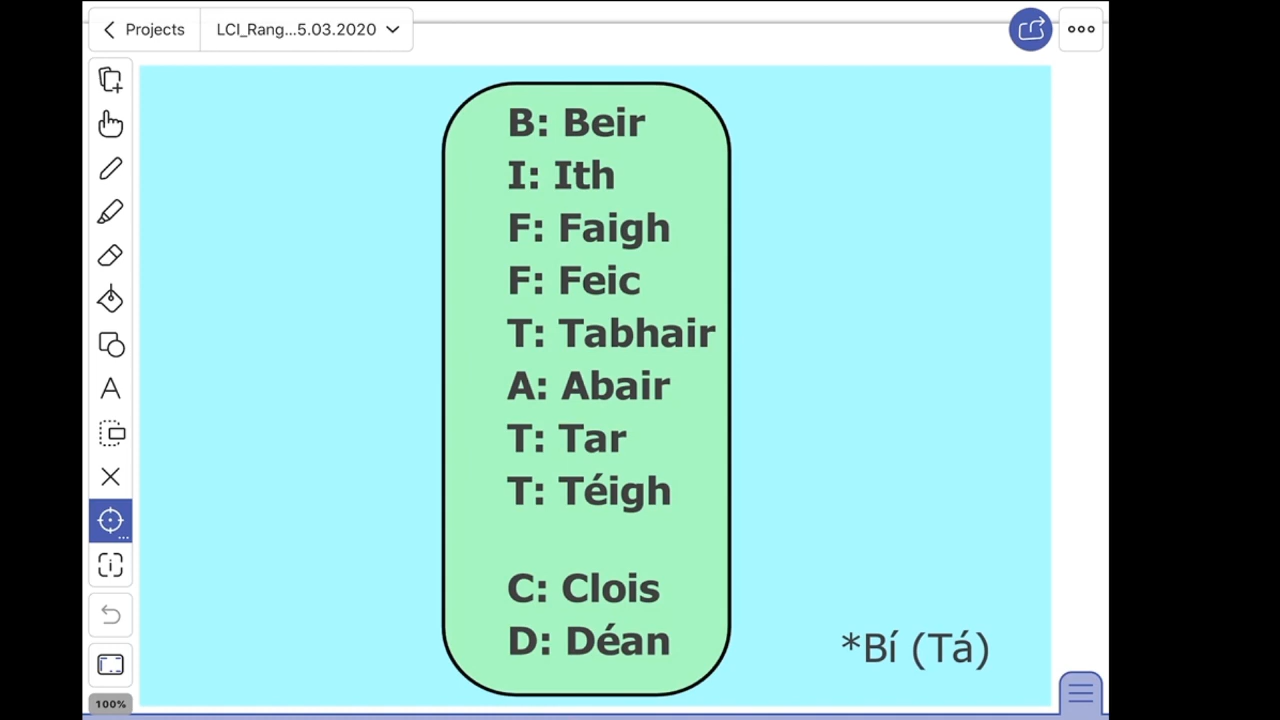 Projects
LCI_Rang...5.03.2020
B: Beir
I: Ith
F: Faigh
F: Feic
T: Tabhair
A: Abair
T: Tar
T: Téigh
C: Clois
D: Déan
*Bí (Tá)
100%